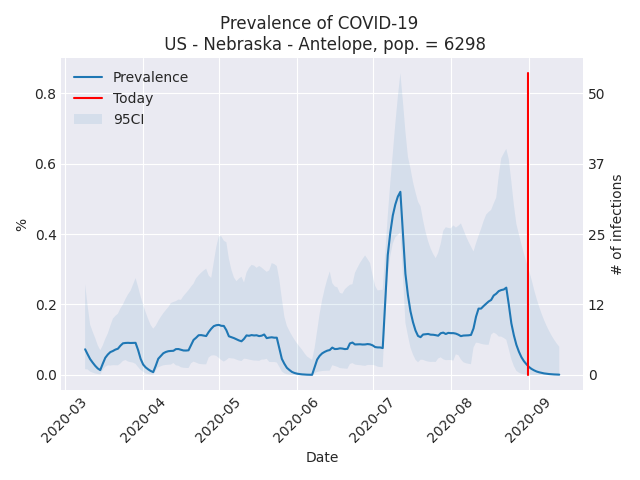 Prevalence of COVID-19
US - Nebraska - Antelope, pop. = 6298
Prevalence
Today
95CI
0.8
0.6
0.4
0.2
0.0
%
50
37
25
12
0
# of infections
2020-03
2020-04
2020-05
2020-06
2020-07
2020-08
2020-09
Date